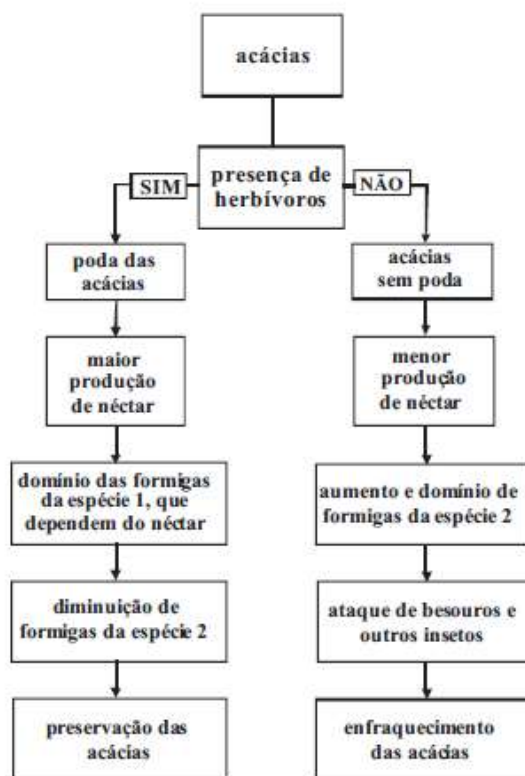 acácias
presença de
herbívoros
SIM
NÃO
poda das
acácias
maior
produção
de néctar
domínio das formigas
da espécie 1, que
dependem do néctar
diminuição de
formigas da espécie 2
preservação das
acácias
acácias
sem poda
menor
produção
de néctar
aumento e domínio de
formigas da espécie 2
ataque de besouros e
outros insetos
enfraquecimento
das acácias